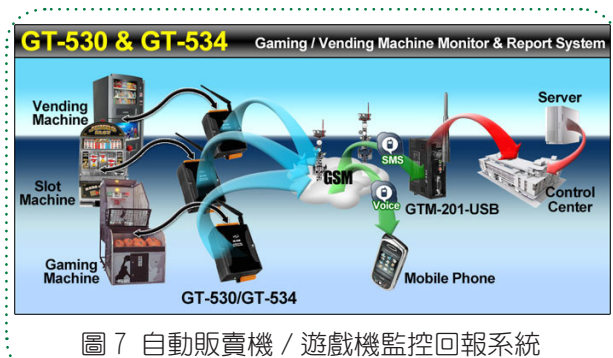 GT-530 & GT-534 Gaming / Vending Machine Monitor & Report System
Vending
Machine
Slot
Machine
Gaming
Machine
GT-530/GT-534
GSM
SMS
Voice
GTM-201-USB
Mobile Phone
Server
Control
Center
圖 7 自動販賣機 / 遊戲機監控回報系統